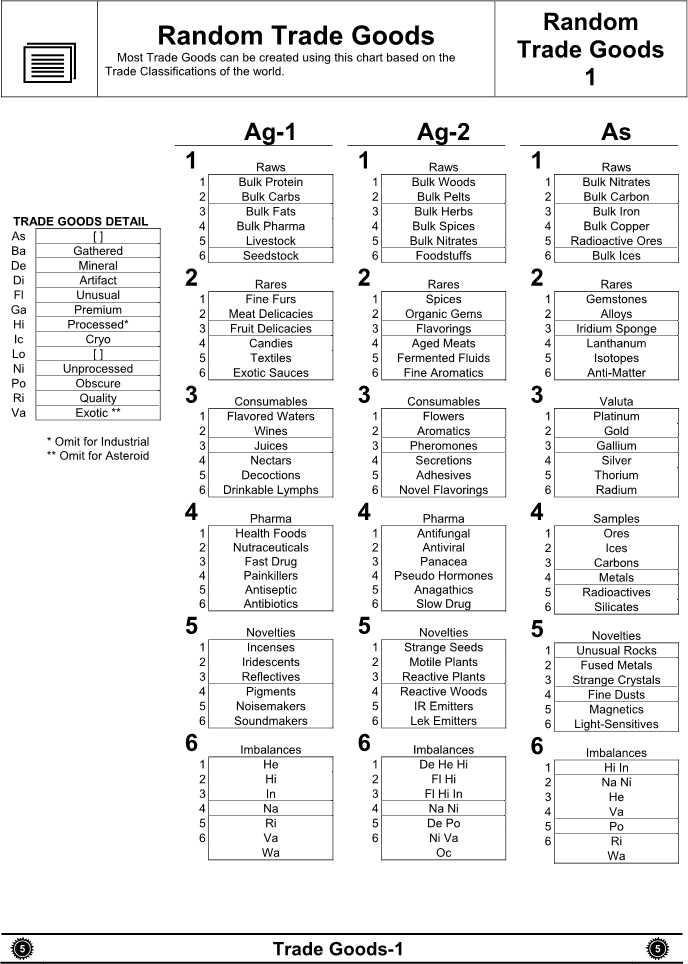 Random Trade Goods
Most Trade Goods can be created using this chart based on the
Trade Classifications of the world.
Random
Trade Goods
1
TRADE GOODS DETAIL
As [ ]
Ba Gathered
De Mineral
Di Artifact
Fl Unusual
Ga Premium
Hi Processed*
Ic Cryo
Lo [ ]
Ni Unprocessed
Po Obscure
Ri Quality
Va Exotic **
* Omit for Industrial
** Omit for Asteroid
Ag-1
1 Raws
1 Bulk Protein
2 Bulk Carbs
3 Bulk Fats
4 Bulk Pharma
5 Livestock
6 Seedstock
2 Rares
1 Fine Furs
2 Meat Delicacies
3 Fruit Delicacies
4 Candies
5 Textiles
6 Exotic Sauces
3 Consumables
1 Flavored Waters
2 Wines
3 Juices
4 Nectars
5 Decoctions
6 Drinkable Lymphs
4 Pharma
1 Health Foods
2 Nutraceuticals
3 Fast Drug
4 Painkillers
5 Antiseptic
6 Antibiotics
5 Novelties
1 Incenses
2 Iridescents
3 Reflectives
4 Pigments
5 Noisemakers
6 Soundmakers
6 Imbalances
1 He
2 Hi
3 In
4 Na
5 Ri
6 Va
Wa
Ag-2
1 Raws
1 Bulk Woods
2 Bulk Pelts
3 Bulk Herbs
4 Bulk Spices
5 Bulk Nitrates
6 Foodstuffs
2 Rares
1 Spices
2 Organic Gems
3 Flavorings
4 Aged Meats
5 Fermented Fluids
6 Fine Aromatics
3 Consumables
1 Flowers
2 Aromatics
3 Pheromones
4 Secretions
5 Adhesives
6 Novel Flavorings
4 Pharma
1 Antifungal
2 Antiviral
3 Panacea
4 Pseudo Hormones
5 Anagathics
6 Slow Drug
5 Novelties
1 Strange Seeds
2 Motile Plants
3 Reactive Plants
4 Reactive Woods
5 IR Emitters
6 Lek Emitters
6 Imbalances
1 De He Hi
2 Fl Hi
3 Fl Hi In
4 Na Ni
5 De Po
6 Ni Va
Oc
As
1 Raws
1 Bulk Nitrates
2 Bulk Carbon
3 Bulk Iron
4 Bulk Copper
5 Radioactive Ores
6 Bulk Ices
2 Rares
1 Gemstones
2 Alloys
3 Iridium Sponge
4 Lanthanum
5 Isotopes
6 Anti-Matter
3 Valuta
1 Platinum
2 Gold
3 Gallium
4 Silver
5 Thorium
6 Radium
4 Samples
1 Ores
2 Ices
3 Carbons
4 Metals
5 Radioactives
6 Silicates
5 Novelties
1 Unusual Rocks
2 Fused Metals
3 Strange Crystals
4 Fine Dusts
5 Magnetics
6 Light-Sensitives
6 Imbalances
1 Hi In
2 Na Ni
3 He
4 Va
5 Po
6 Ri
Wa
5 Trade Goods-1 5